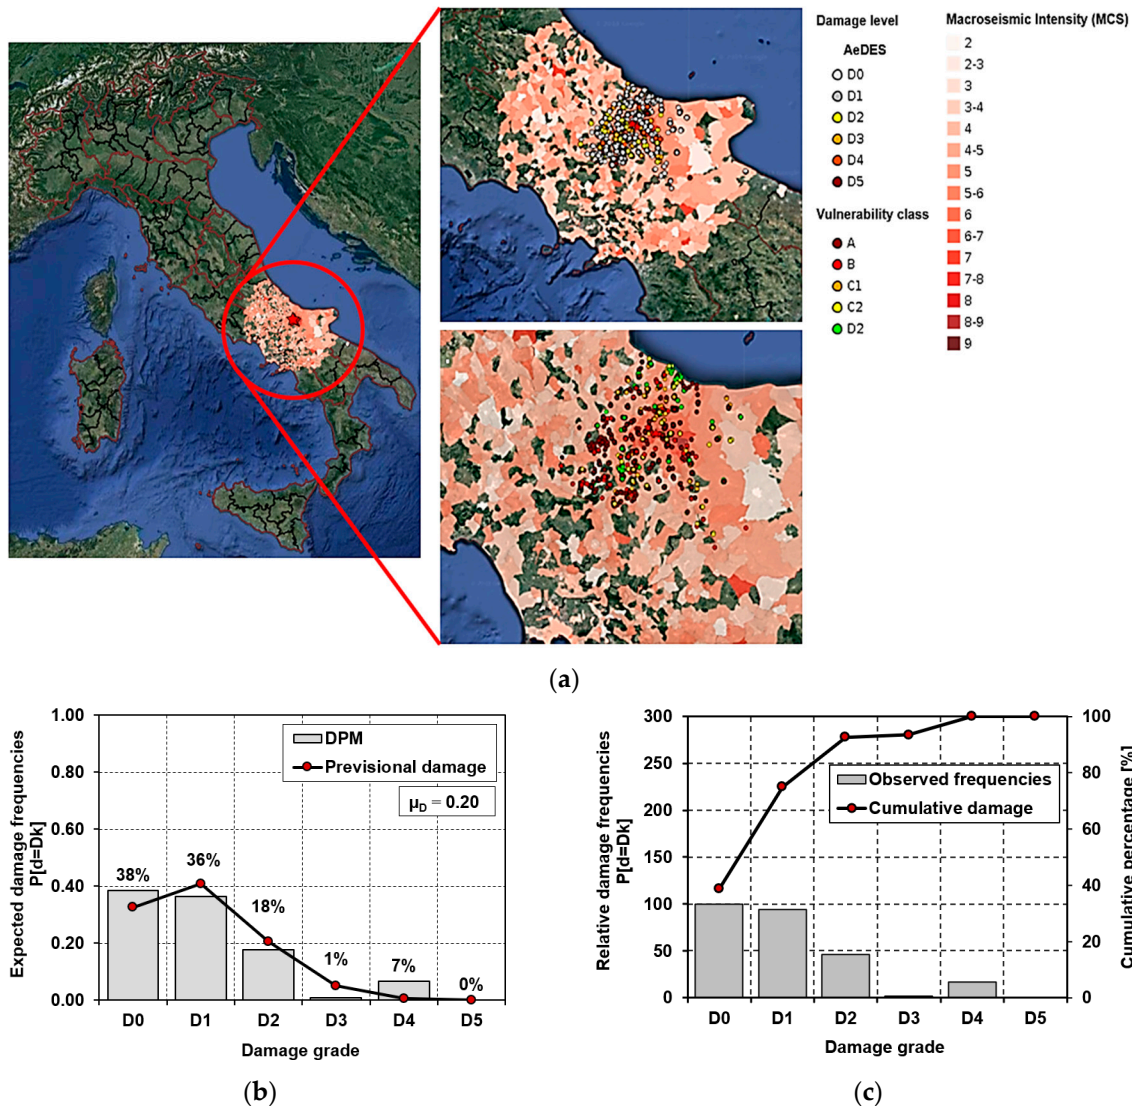 Damage level
AeDES
D0
D1
D2
D3
D4
D5
Vulnerability class
A
B
C1
C2
D2
Macroseismic Intensity (MCS)
2
2-3
3
3-4
4
4-5
5
5-6
6
6-7
7
7-8
8
8-9
9
(a)
Expected damage frequencies
P[d=Dk]
1.00
0.80
0.60
0.40
0.20
0.00
DPM
Previsional damage
μD = 0.20
38%
36%
18%
1%
7%
0%
D0 D1 D2 D3 D4 D5
Damage grade
(b)
Relative damage frequencies
P[d=Dk]
300
250
200
150
100
50
0
Observed frequencies
Cumulative damage
100
80
60
40
20
0
Cumulative percentage [%]
D0 D1 D2 D3 D4 D5
Damage grade
(c)